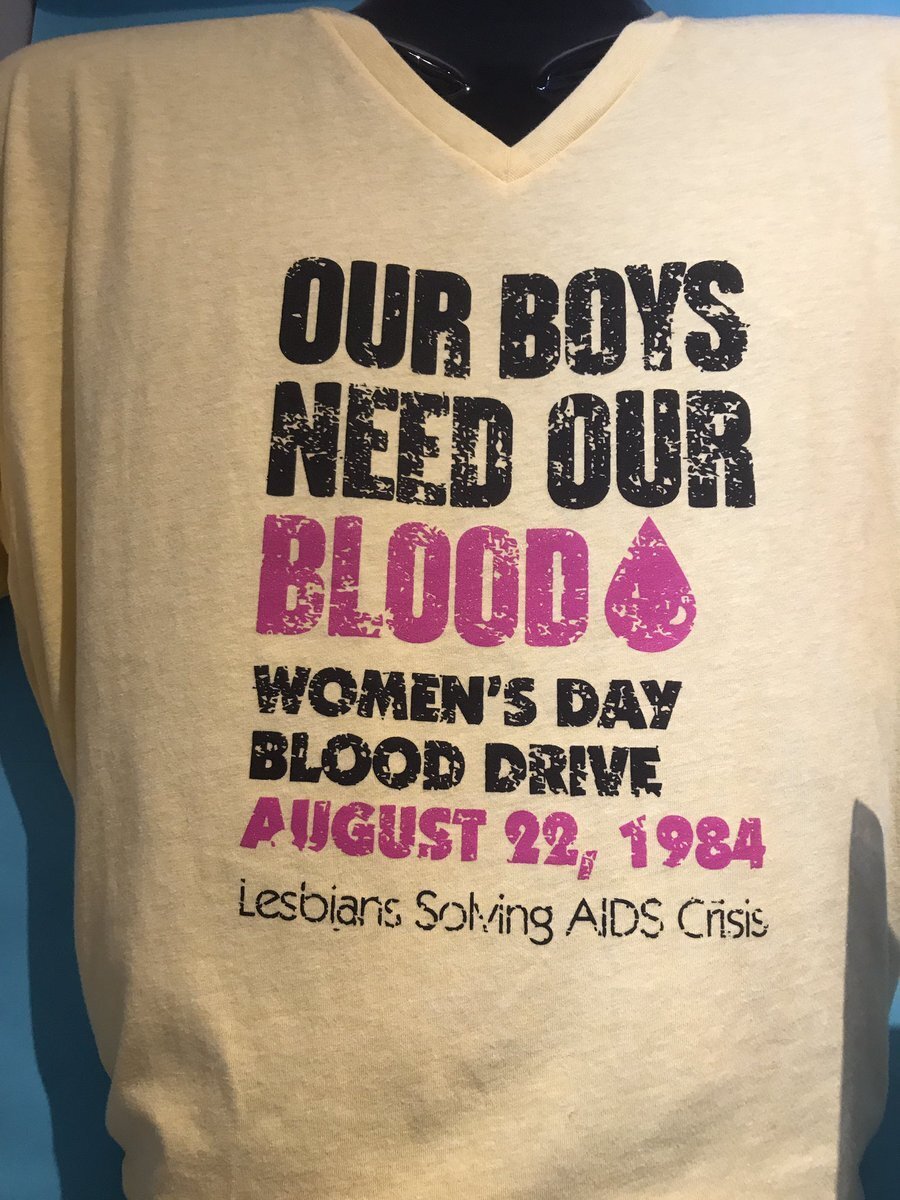 OUR BOYS
NEED OUR
BLOOD
WOMEN'S DAY
BLOOD DRIVE
AUGUST 22, 1984
Lesbians Solving AIDS Crisis